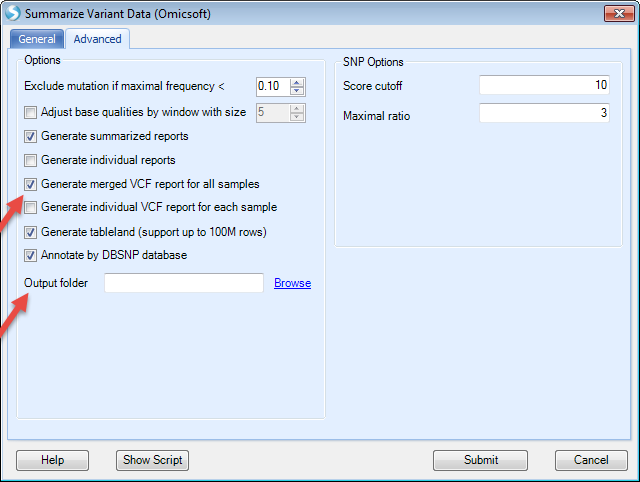 Summarize Variant Data (Omicsoft)
General
Advanced
Options
Exclude mutation if maximal frequency < 0.10
Adjust base qualities by window with size 5
Generate summarized reports
Generate individual reports
Generate merged VCF report for all samples
Generate individual VCF report for each sample
Generate tableland (support up to 100M rows)
Annotate by DBSNP database
Output folder Browse
SNP Options
Score cutoff 10
Maximal ratio 3
Help
Show Script
Submit
Cancel